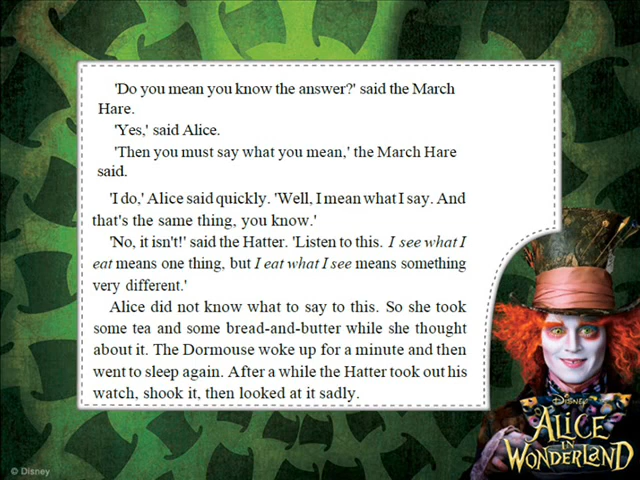 'Do you mean you know the answer?' said the March
Hare.
'Yes,' said Alice.
'Then you must say what you mean,' the March Hare
said.
'I do,' Alice said quickly. 'Well, I mean what I say. And
that's the same thing, you know.'
'No, it isn't!' said the Hatter. 'Listen to this. I see what I
eat means one thing, but I eat what I see means something
very different.'
Alice did not know what to say to this. So she took
some tea and some bread-and-butter while she thought
about it. The Dormouse woke up for a minute and then
went to sleep again. After a while the Hatter took out his
watch, shook it, then looked at it sadly.
DISNEY
ALICE
IN
WONDERLAND
© Disney